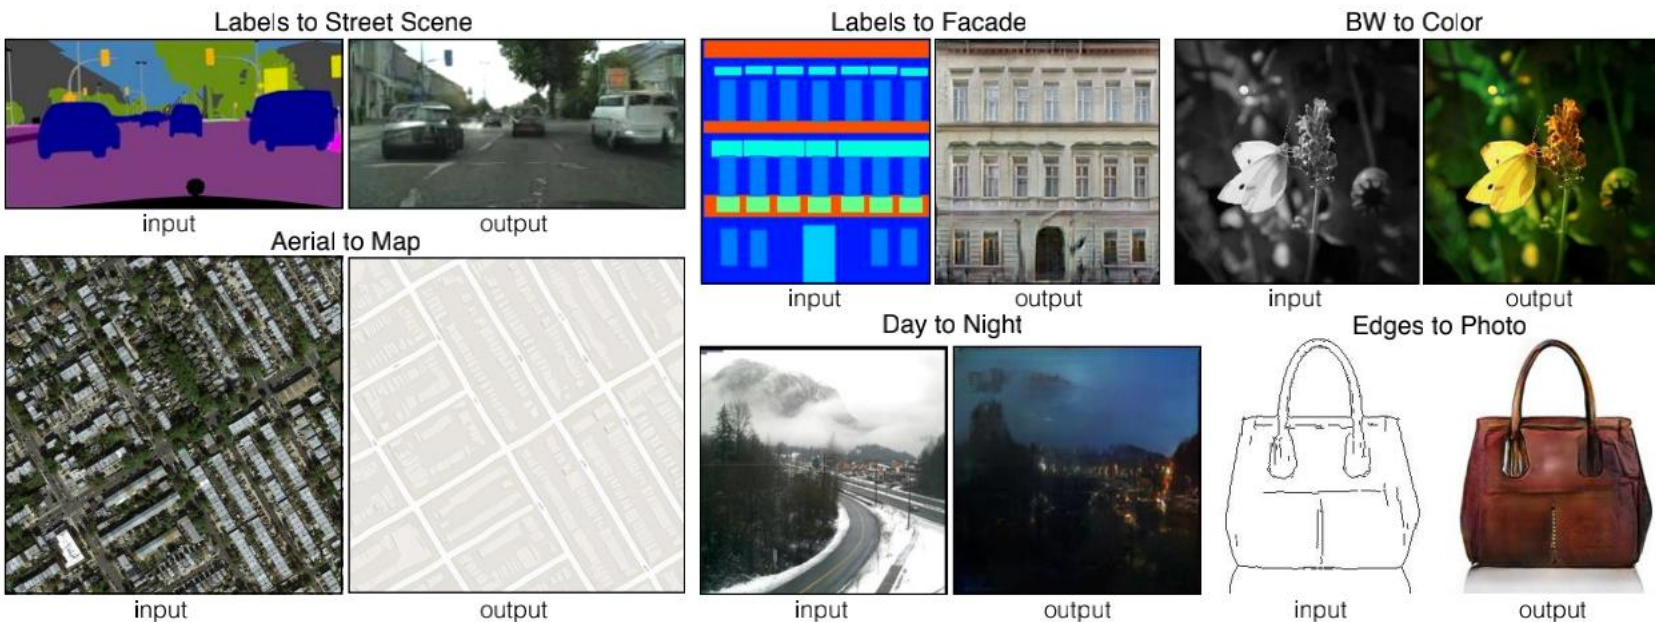 Labels to Street Scene
input
output
Aerial to Map
input
output
Labels to Facade
input
output
BW to Color
input
output
Day to Night
input
output
Edges to Photo
input
output